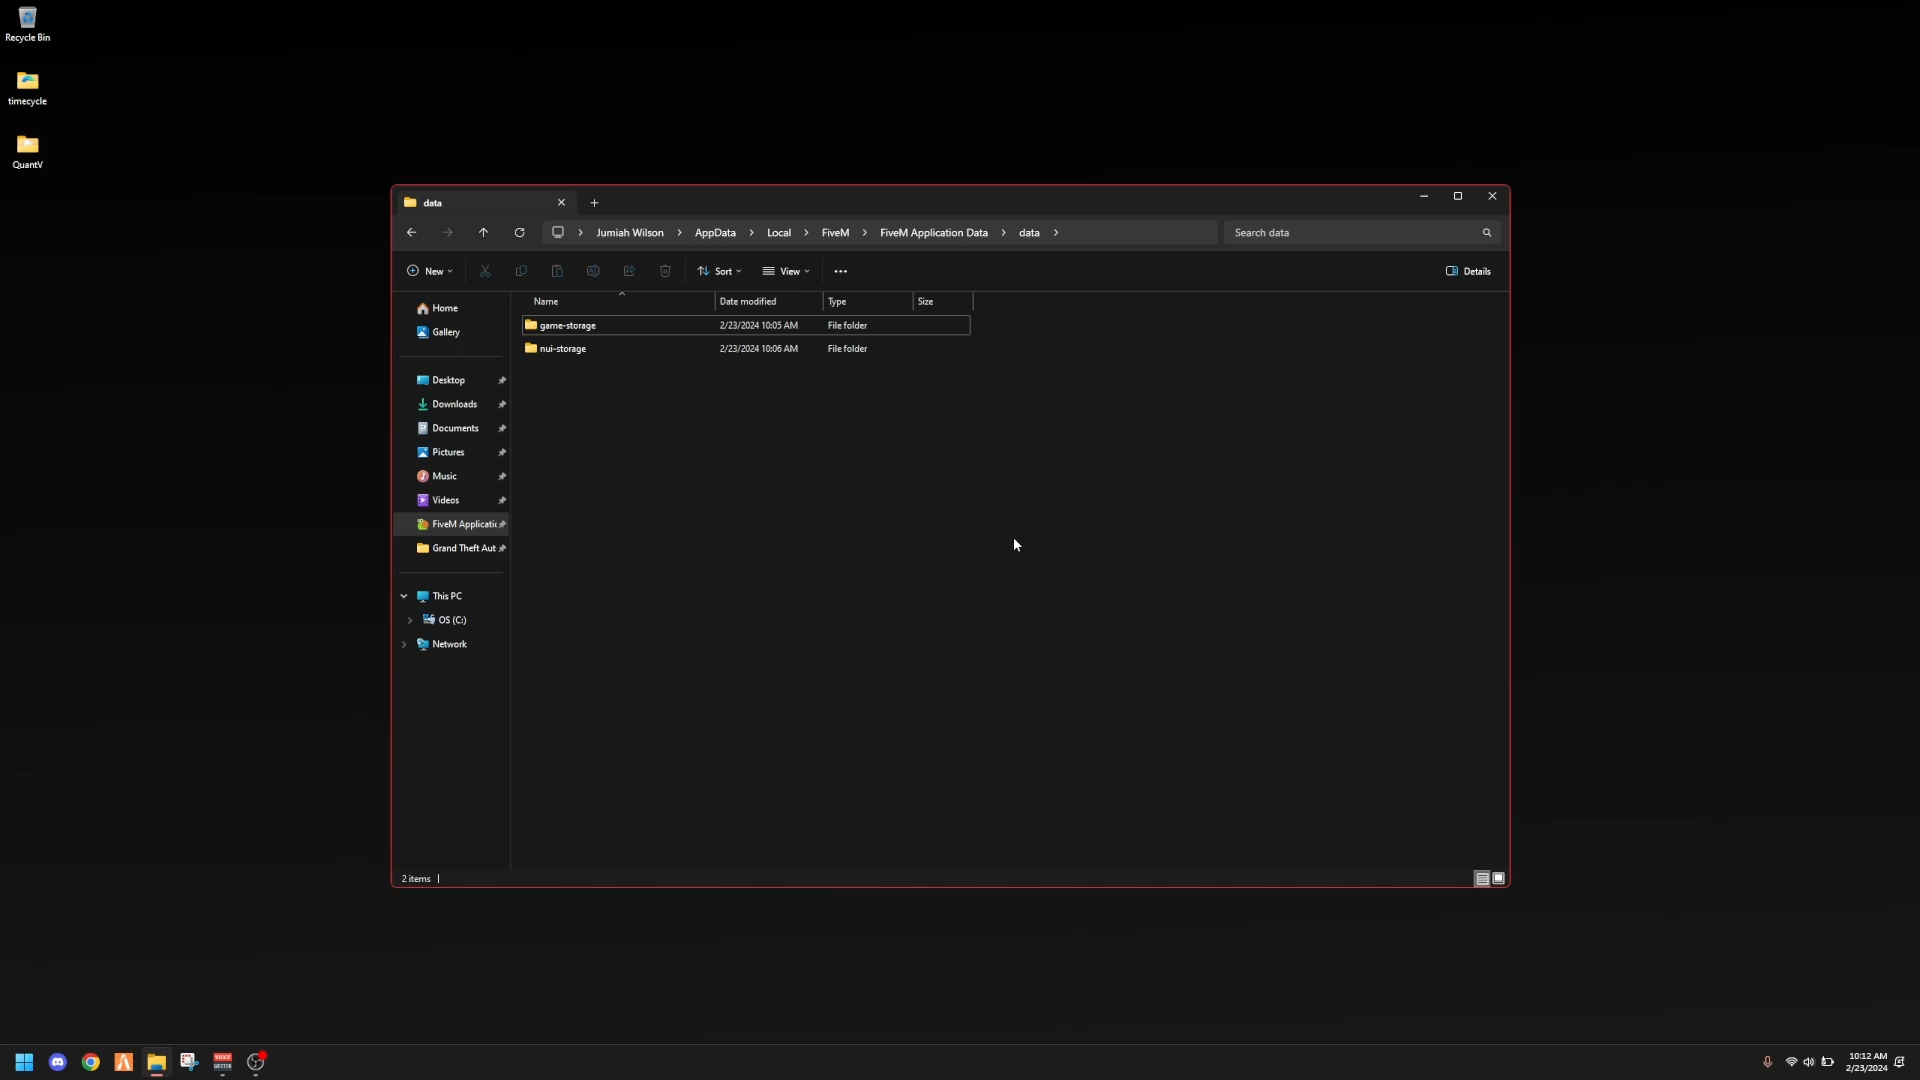 Recycle Bin
timecycle
QuantV
data
Jumiah Wilson > AppData > Local > FiveM > FiveM Application Data > data >
Search data
New
Sort
View
Details
Name Date modified Type Size
game-storage 2/23/2024 10:05 AM File folder
nui-storage 2/23/2024 10:06 AM File folder
Home
Gallery
Desktop
Downloads
Documents
Pictures
Music
Videos
FiveM Applicatic
Grand Theft Aut
This PC
OS (C:)
Network
2 items
VOICE
MEETER
10:12 AM
2/23/2024